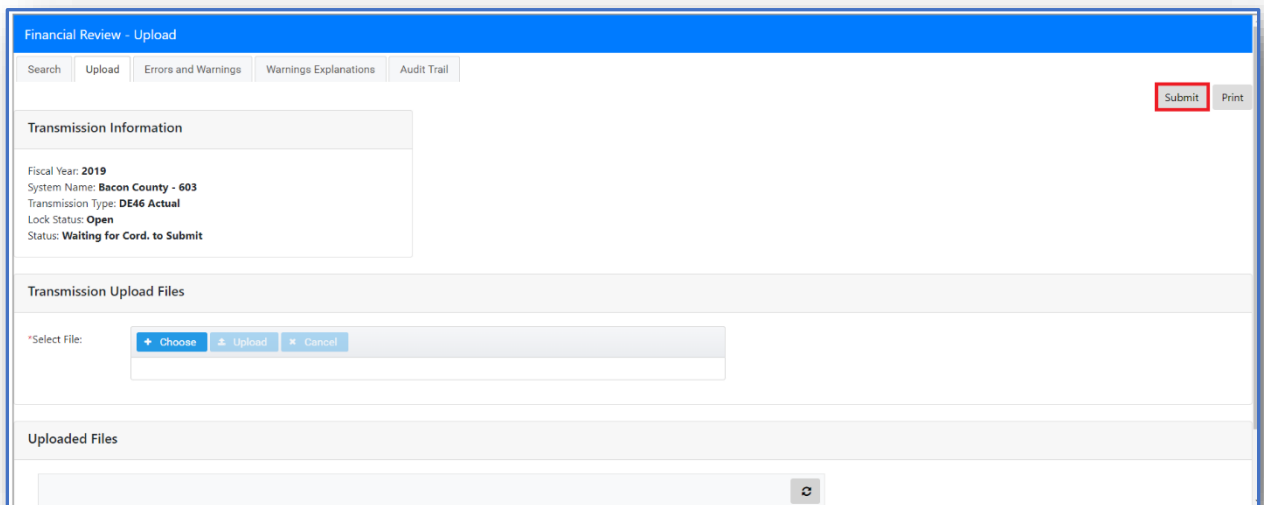 Financial Review - Upload
Search Upload Errors and Warnings Warnings Explanations Audit Trail
Submit Print
Transmission Information
Fiscal Year: 2019
System Name: Bacon County - 603
Transmission Type: DE46 Actual
Lock Status: Open
Status: Waiting for Cord. to Submit
Transmission Upload Files
*Select File: + Choose Upload × Cancel
Uploaded Files